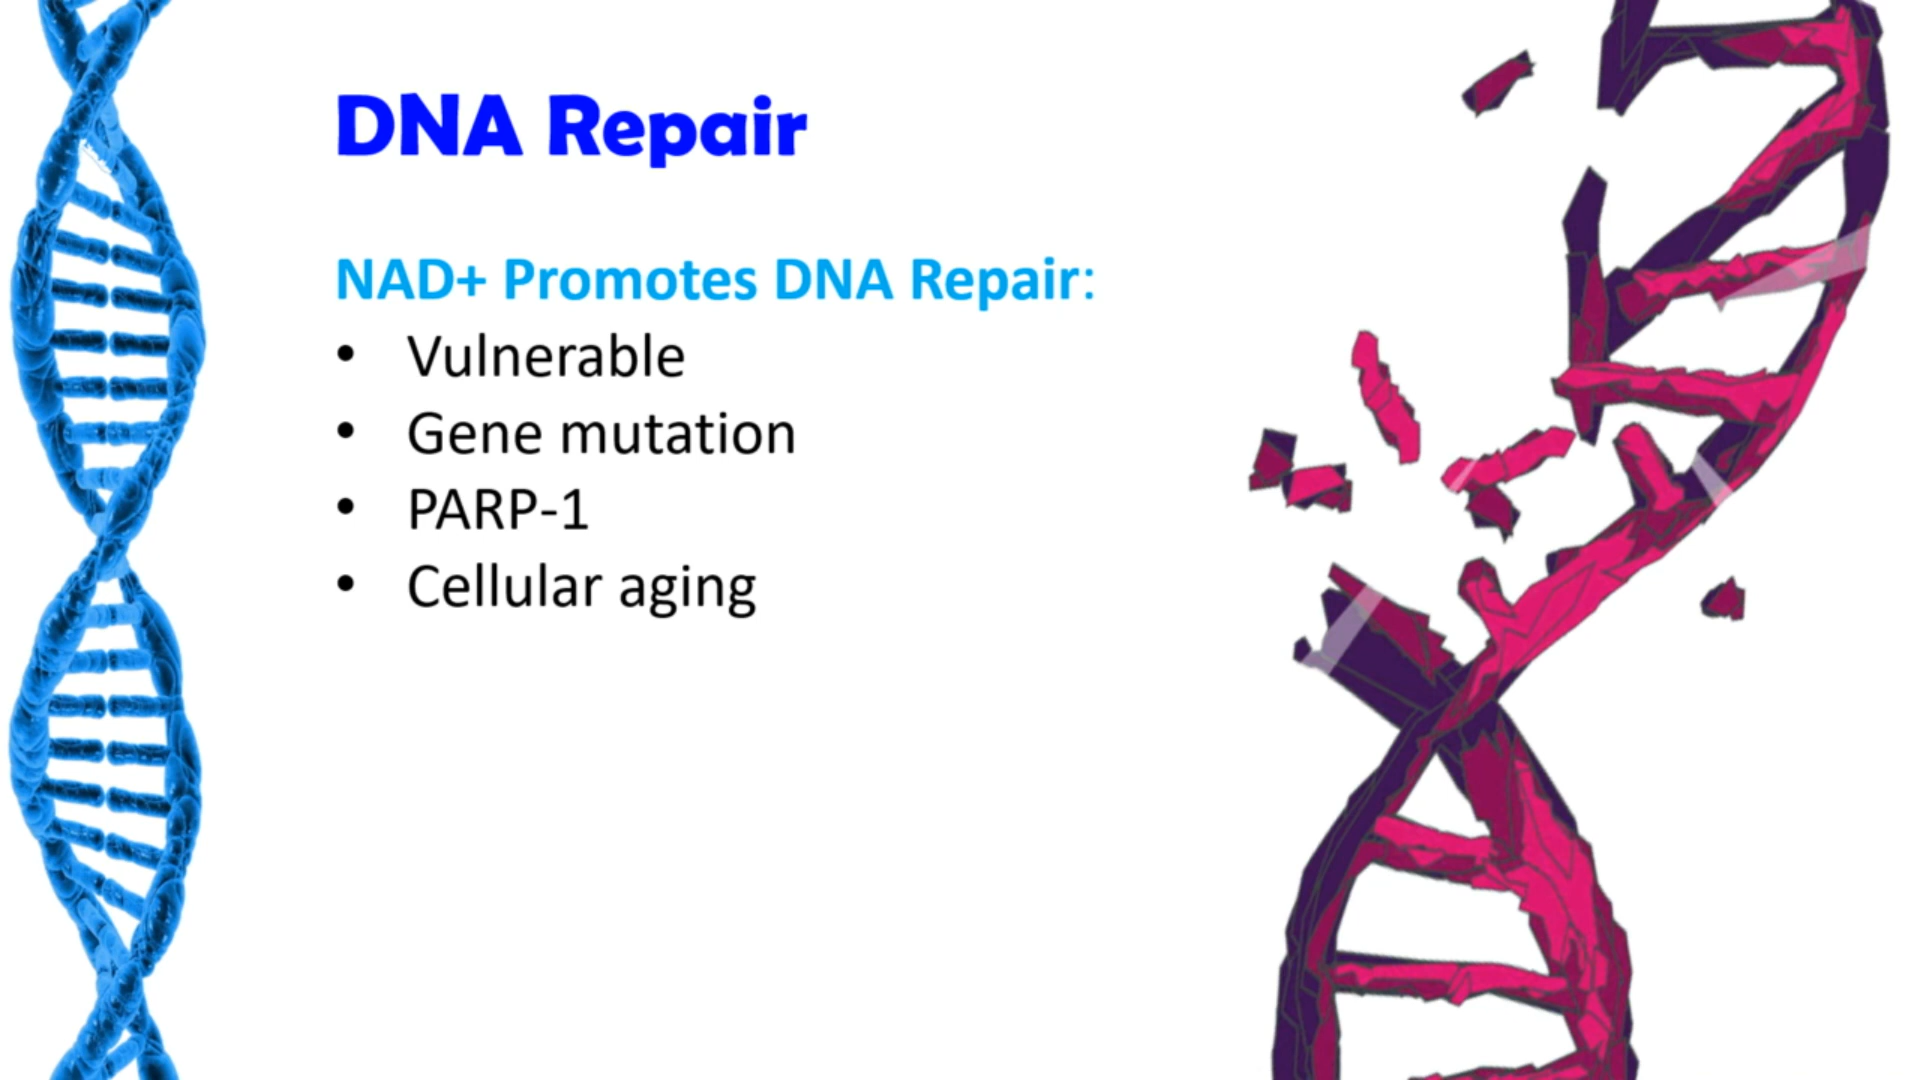 DNA Repair
NAD+ Promotes DNA Repair:
• Vulnerable
• Gene mutation
• PARP-1
• Cellular aging